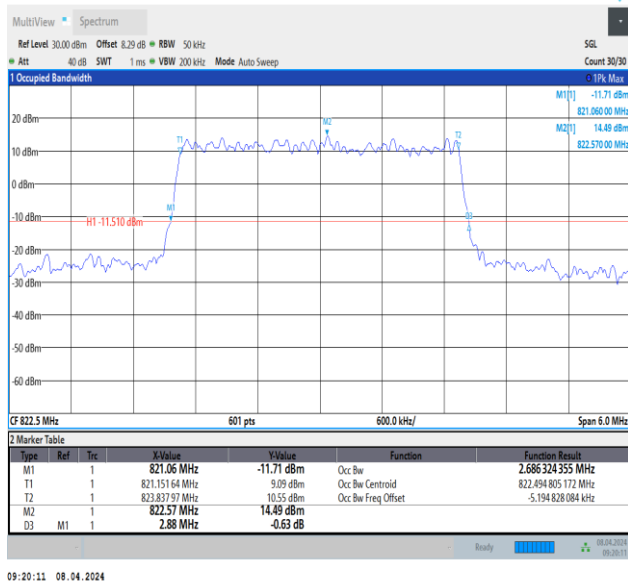 MultiView Spectrum
Ref Level 30.00 dBm Offset 8.29 dB RBW 50 kHz SGL
Att 40 dB SWT 1 ms VBW 200 kHz Mode Auto Sweep Count 30/30
1 Occupied Bandwidth 1Pk Max
M1[1] -11.71 dBm
821.060 00 MHz
M2[1] 14.49 dBm
822.570 00 MHz
20 dBm
M2
T1
T2
10 dBm
0 dBm
M1
-10 dBm
D3
H1 -11.510 dBm
-20 dBm
-30 dBm
-40 dBm
-50 dBm
-60 dBm
CF 822.5 MHz 601 pts 600.0 kHz/ Span 6.0 MHz
2 Marker Table
Type Ref Trc X-Value Y-Value Function Function Result
M1 1 821.06 MHz -11.71 dBm Occ Bw 2.686 324 355 MHz
T1 1 821.151 64 MHz 9.09 dBm Occ Bw Centroid 822.494 805 172 MHz
T2 1 823.837 97 MHz 10.55 dBm Occ Bw Freq Offset -5.194 828 084 kHz
M2 1 822.57 MHz 14.49 dBm
D3 M1 1 2.88 MHz -0.63 dB
Ready 08.04.2024
09:20:11
09:20:11 08.04.2024